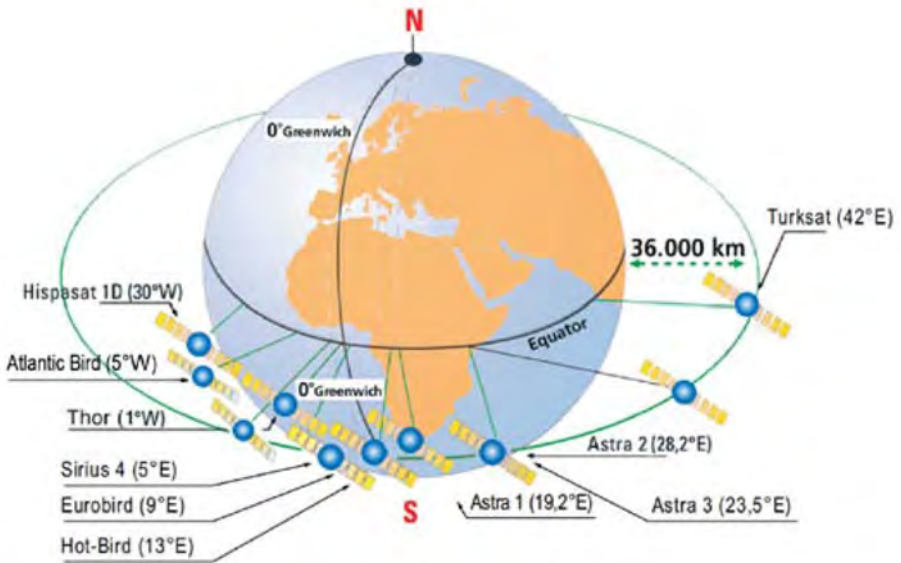 N
0°Greenwich
Turksat (42°E)
36.000 km
Hispasat 1D (30°W)
Equator
Atlantic Bird (5°W)
0°Greenwich
Thor (1°W)
Astra 2 (28,2°E)
Sirius 4 (5°E)
Eurobird (9°E)
S
Astra 1 (19,2°E)
Astra 3 (23,5°E)
Hot-Bird (13°E)